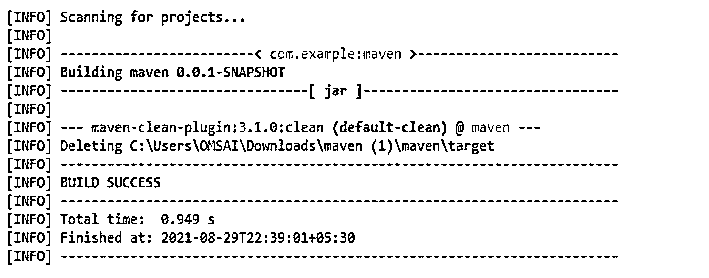 [INFO] Scanning for projects...
[INFO]
[INFO] ------------------------< com.example:maven >-------------------------
[INFO] Building maven 0.0.1-SNAPSHOT
[INFO] -------------------------------[ jar ]--------------------------------
[INFO]
[INFO] --- maven-clean-plugin:3.1.0:clean (default-clean) @ maven ---
[INFO] Deleting C:\Users\OMSAI\Downloads\maven (1)\maven\target
[INFO] ----------------------------------------------------------------------
[INFO] BUILD SUCCESS
[INFO] ----------------------------------------------------------------------
[INFO] Total time:  0.949 s
[INFO] Finished at: 2021-08-29T22:39:01+05:30
[INFO] ----------------------------------------------------------------------